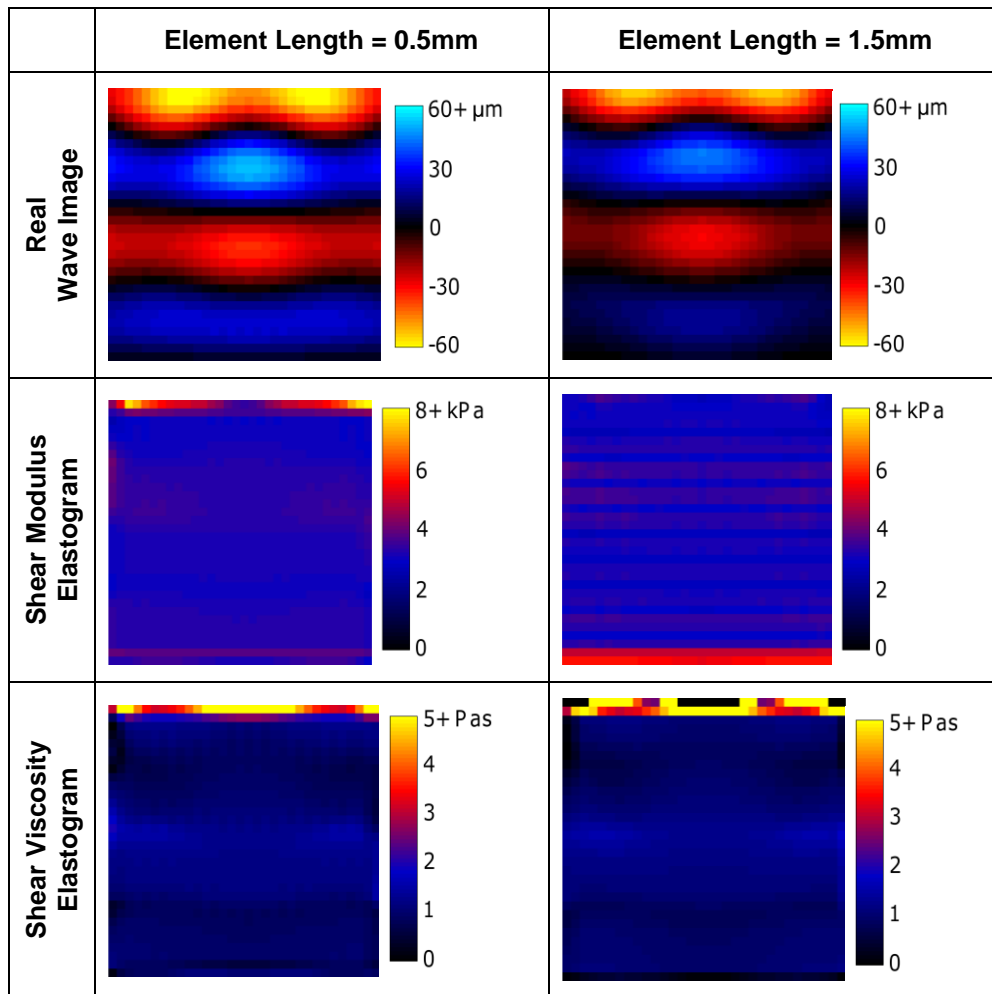 Element Length = 0.5mm
Element Length = 1.5mm
Real
Wave Image
60+ µm
30
0
-30
-60
60+ µm
30
0
-30
-60
Shear Modulus
Elastogram
8+ kPa
6
4
2
0
8+ kPa
6
4
2
0
Shear Viscosity
Elastogram
5+ Pas
4
3
2
1
0
5+ Pas
4
3
2
1
0